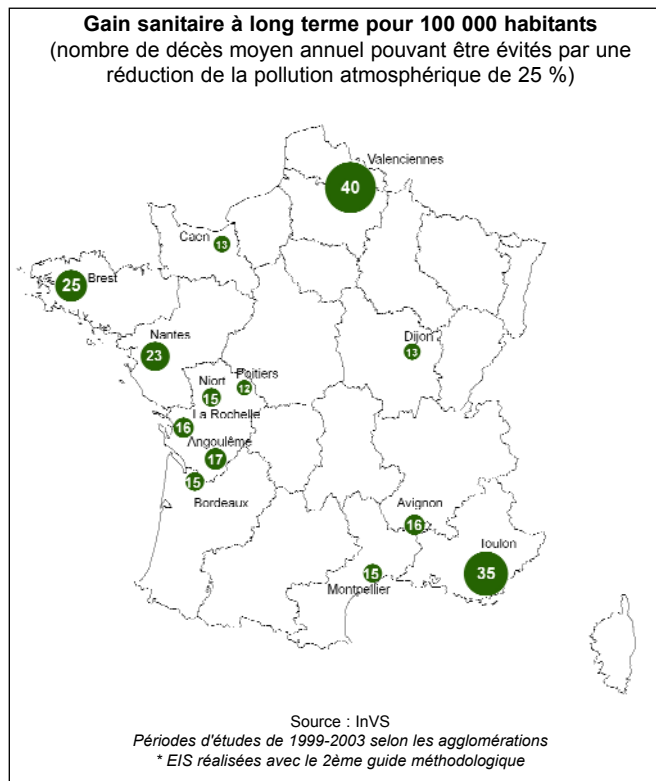 Gain sanitaire à long terme pour 100 000 habitants
(nombre de décès moyen annuel pouvant être évités par une
réduction de la pollution atmosphérique de 25 %)
Valenciennes
40
Caen
13
25
Brest
Nantes
23
Dijon
13
Poitiers
12
Niort
15
La Rochelle
16
Angoulême
17
15
Bordeaux
Avignon
16
Toulon
35
15
Montpellier
Source : InVS
Périodes d'études de 1999-2003 selon les agglomérations
* EIS réalisées avec le 2ème guide méthodologique